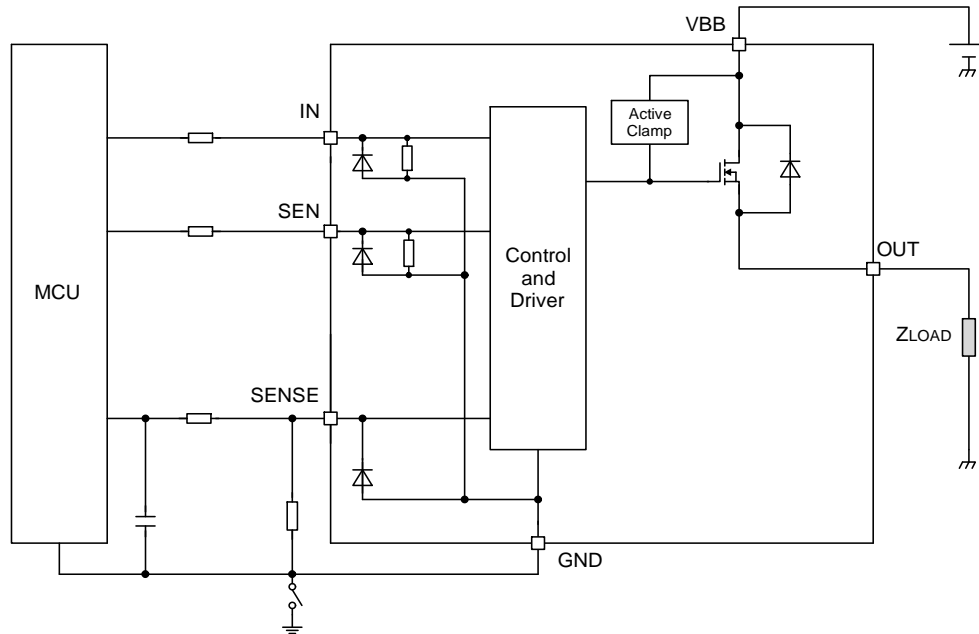 VBB
IN
Active
Clamp
SEN
OUT
Control
and
Driver
MCU
ZLOAD
SENSE
GND